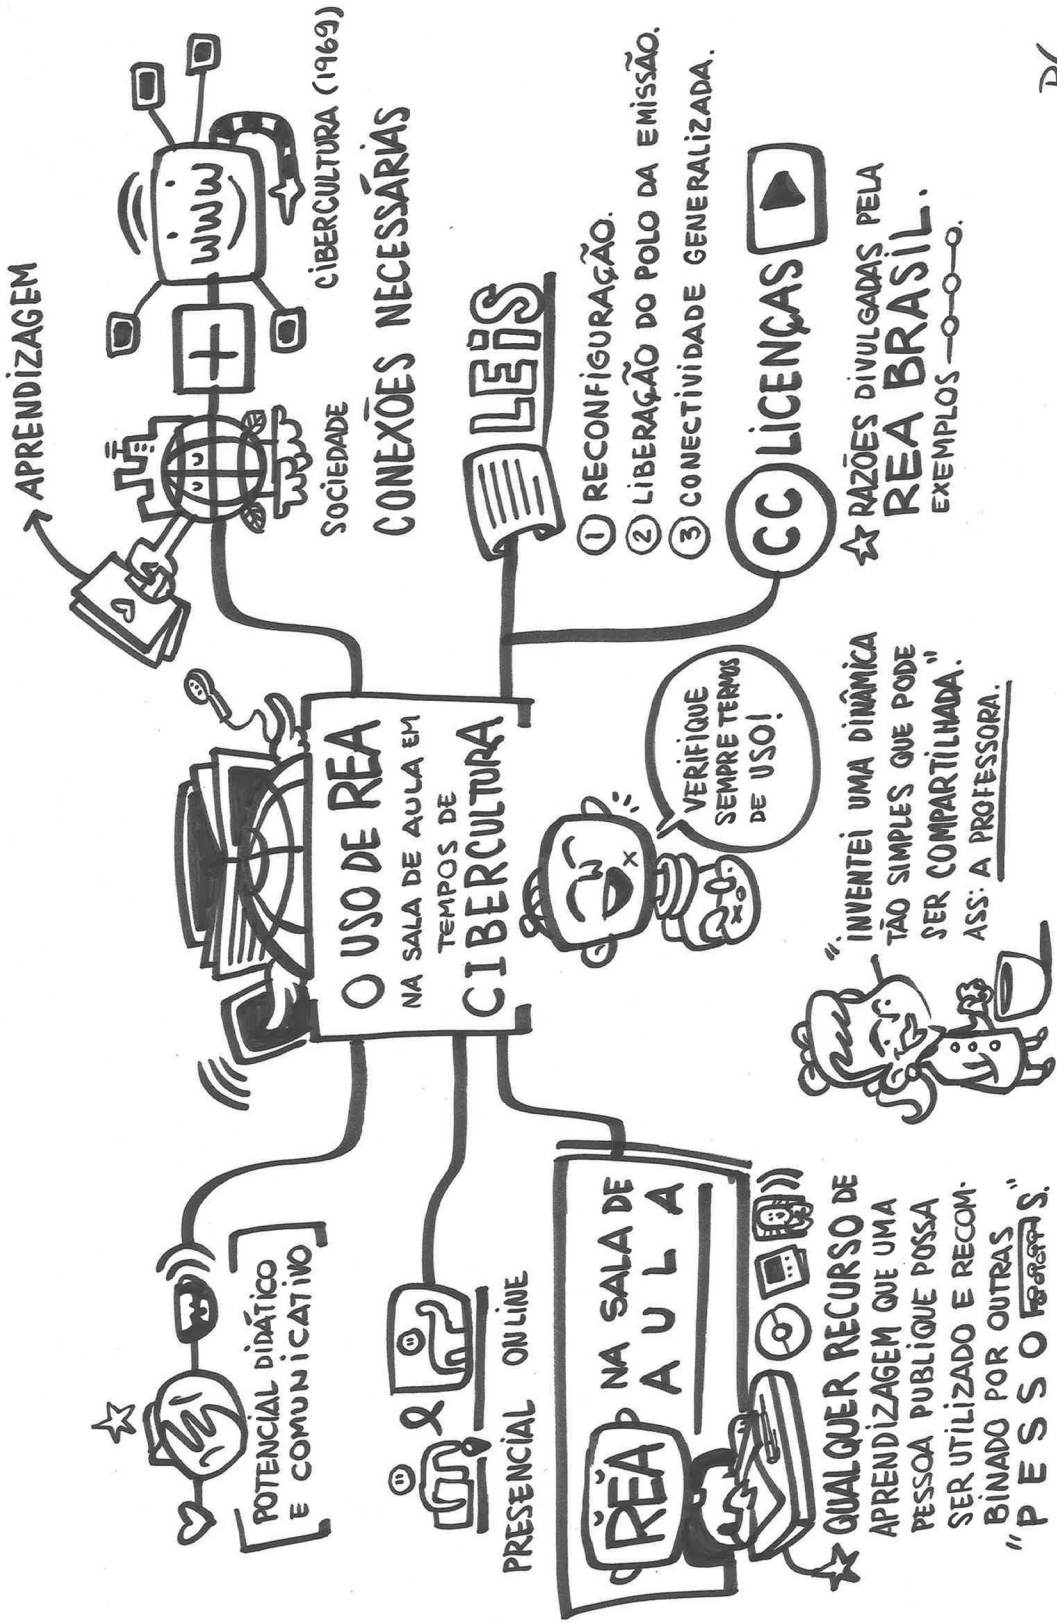 APRENDIZAGEM
WWW
CIBERCULTURA (1969)
SOCIEDADE
CONEXÕES NECESSÁRIAS
LEIS
1 RECONFIGURAÇÃO.
2 LIBERAÇÃO DO POLO DA EMISSÃO.
3 CONECTIVIDADE GENERALIZADA.
CC LICENÇAS
RAZÕES DIVULGADAS PELA
REA BRASIL.
EXEMPLOS
O USO DE REA
NA SALA DE AULA EM
TEMPOS DE
CIBERCULTURA
VERIFIQUE
SEMPRE TERMOS
DE USO!
"INVENTEI UMA DINÂMICA
TÃO SIMPLES QUE PODE
SER COMPARTILHADA."
ASS: A PROFESSORA.
POTENCIAL DIDÁTICO
E COMUNICATIVO
PRESENCIAL ONLINE
REA NA SALA DE
AULA
QUALQUER RECURSO DE
APRENDIZAGEM QUE UMA
PESSOA PUBLIQUE POSSA
SER UTILIZADO E RECOM-
BINADO POR OUTRAS
"PESSO S."